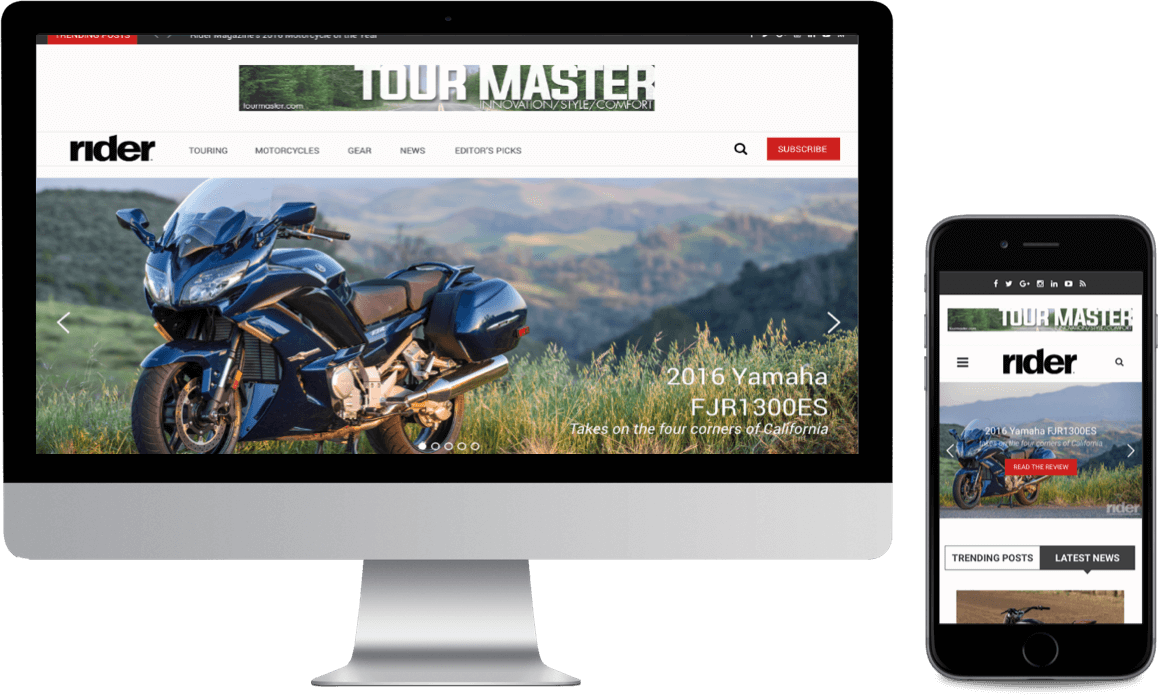 TRENDING POSTS
Rider Magazine's 2016 Motorcycle of the Year
TOUR MASTER
tourmaster.com
INNOVATION/STYLE/COMFORT
rider
TOURING
MOTORCYCLES
GEAR
NEWS
EDITOR'S PICKS
SUBSCRIBE
2016 Yamaha
FJR1300ES
Takes on the four corners of California
TOUR MASTER
tourmaster.com
INNOVATION/STYLE/COMFORT
rider
2016 Yamaha FJR1300ES
takes on the four corners of California
READ THE REVIEW
rider
TRENDING POSTS
LATEST NEWS